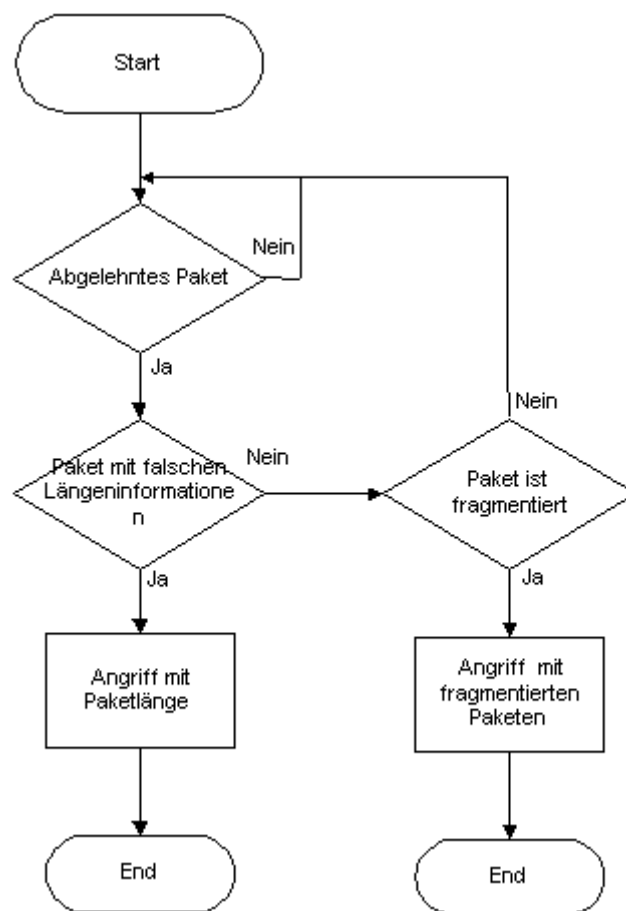 Start
Nein
Abgelehntes Paket
Ja
Paket mit falschen
Längeninformatione
n
Nein
Nein
Paket ist
fragmentiert
Ja
Ja
Angriff mit
Paketlänge
Angriff mit
fragmentierten
Paketen
End
End